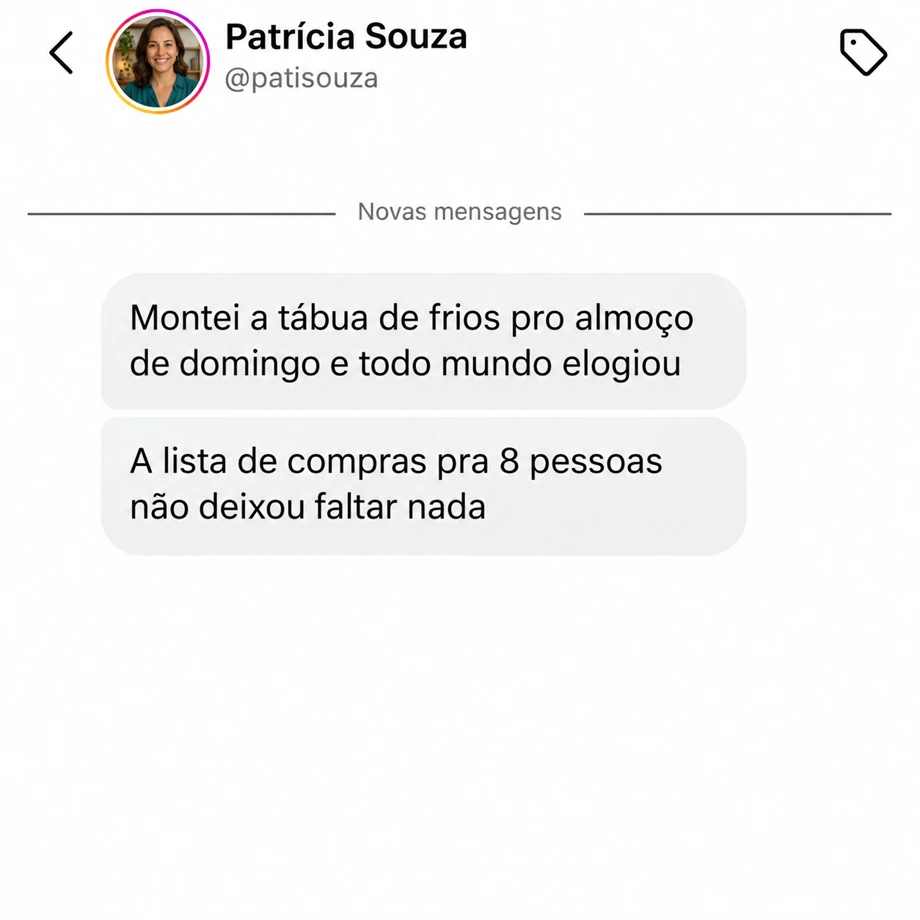 Patrícia Souza
@patisouza
Novas mensagens
Montei a tábua de frios pro almoço
de domingo e todo mundo elogiou
A lista de compras pra 8 pessoas
não deixou faltar nada